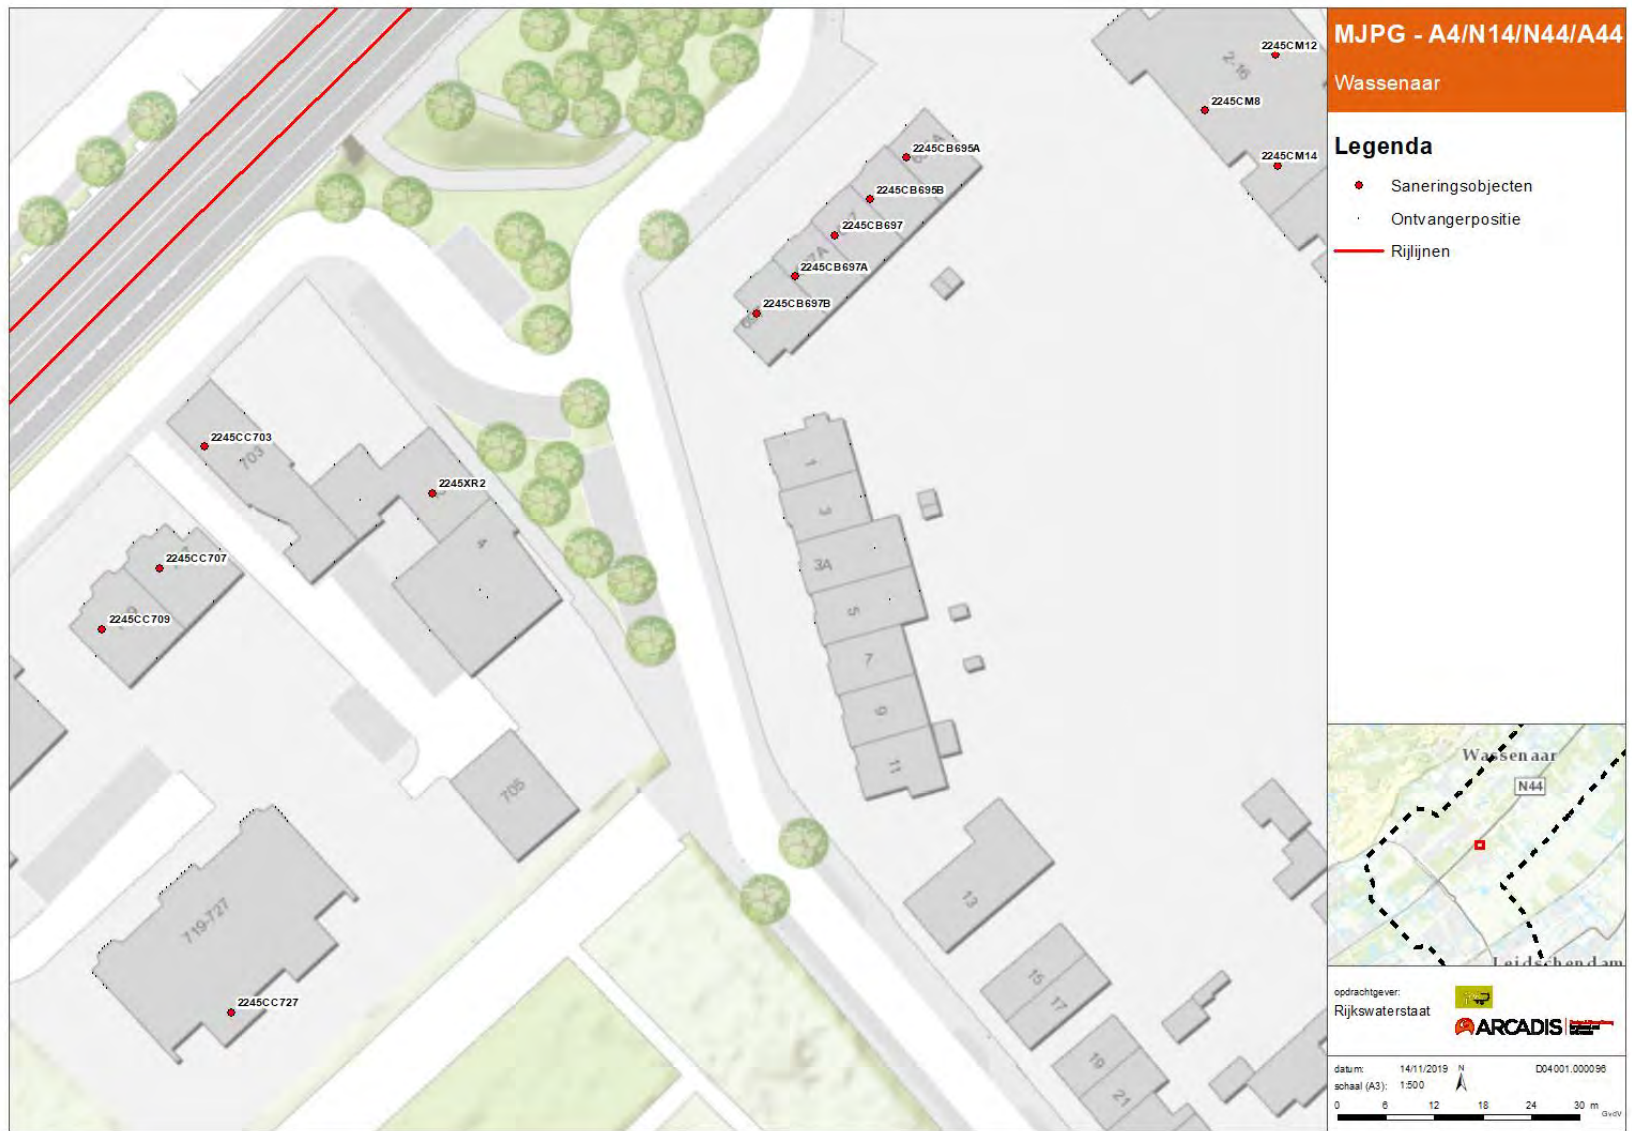 MJPG - A4/N14/N44/A44
Wassenaar
Legenda
Saneringsobjecten
Ontvangerpositie
Rijlijnen
2245CM12
2-16
2245CM8
2245CM14
2245CB695A
2245CB695B
2245CB697
2245CB697A
2245CB697B
2245CC703
703
2245XR2
4
2245CC707
2245CC709
1
3
3A
5
7
9
11
705
13
719-727
2245CC727
15
17
19
21
Wassenaar
N44
Leidschendam
opdrachtgever:
Rijkswaterstaat
ARCADIS
datum: 14/11/2019 N D04001.000096
schaal (A3): 1:500
0 6 12 18 24 30 m
GvdV